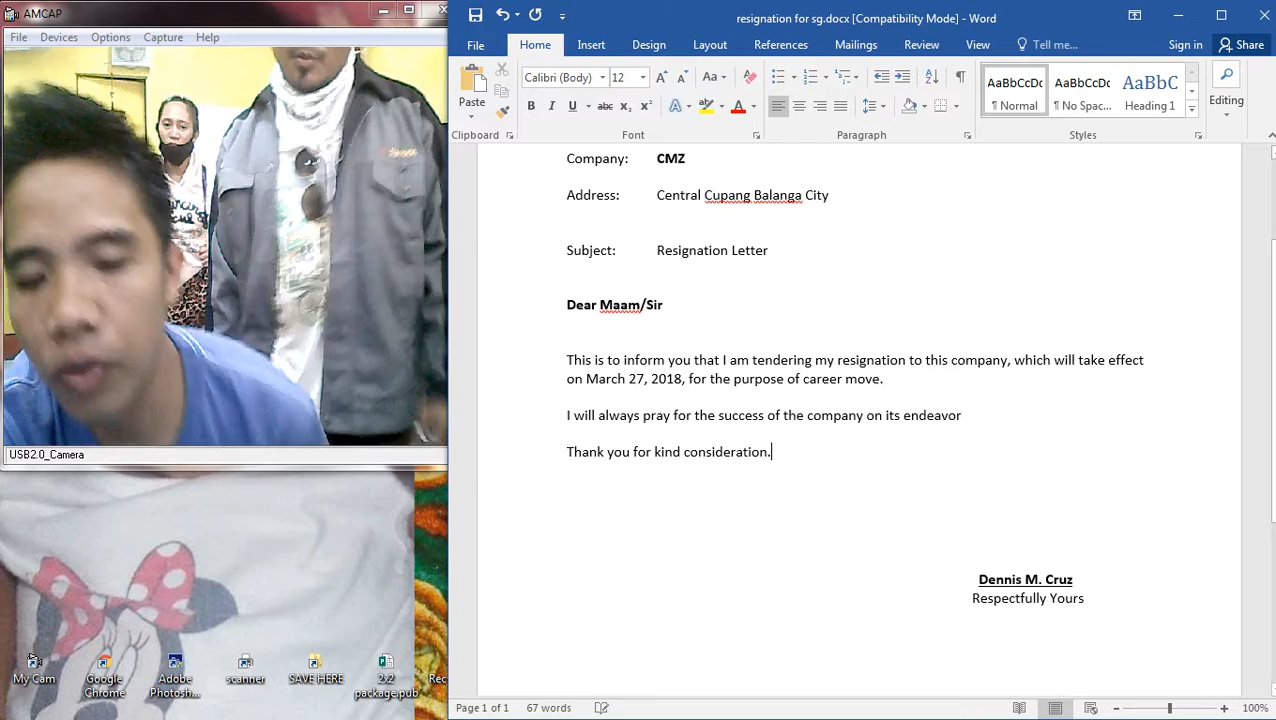 AMCAP
File Devices Options Capture Help
USB2.0_Camera
My Cam
Google Chrome
Adobe Photosh...
scanner
SAVE HERE
2x2 package.pub
Rec
resignation for sg.docx [Compatibility Mode] - Word
File Home Insert Design Layout References Mailings Review View Tell me... Sign in Share
Paste
Calibri (Body) 12
Aa
B I U abc x₂ x² A A
AaBbCcDc AaBbCcDc AaBbC
¶ Normal ¶ No Spac... Heading 1
Editing
Clipboard Font Paragraph Styles
Company: CMZ
Address: Central Cupang Balanga City
Subject: Resignation Letter
Dear Maam/Sir
This is to inform you that I am tendering my resignation to this company, which will take effect
on March 27, 2018, for the purpose of career move.
I will always pray for the success of the company on its endeavor
Thank you for kind consideration.
Dennis M. Cruz
Respectfully Yours
Page 1 of 1 67 words
100%